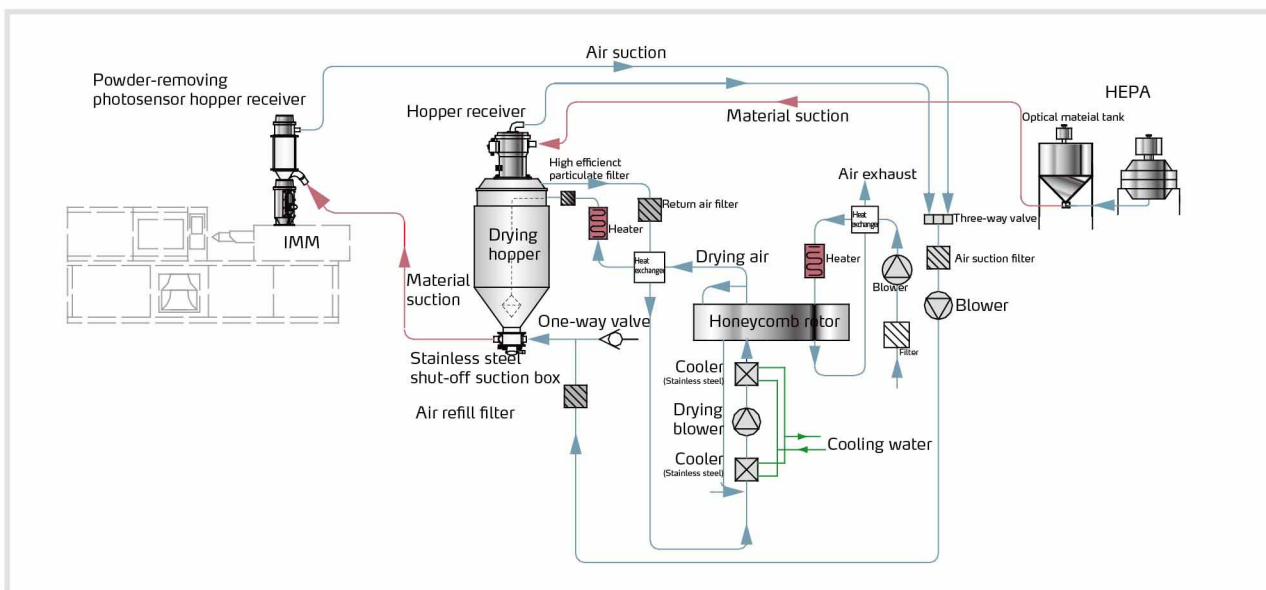 Air suction
Powder-removing
photosensor hopper receiver
HEPA
Hopper receiver
Material suction
Optical mateial tank
High efficienct
particulate filter
Air exhaust
Return air filter
Heat
exchanger
Three-way valve
Drying
hopper
Heater
IMM
Drying air
Heat
exchanger
Heater
Air suction filter
Blower
Material
suction
Blower
One-way valve
Honeycomb rotor
Filter
Stainless steel
shut-off suction box
Cooler
(Stainless steel)
Air refill filter
Drying
blower
Cooling water
Cooler
(Stainless steel)